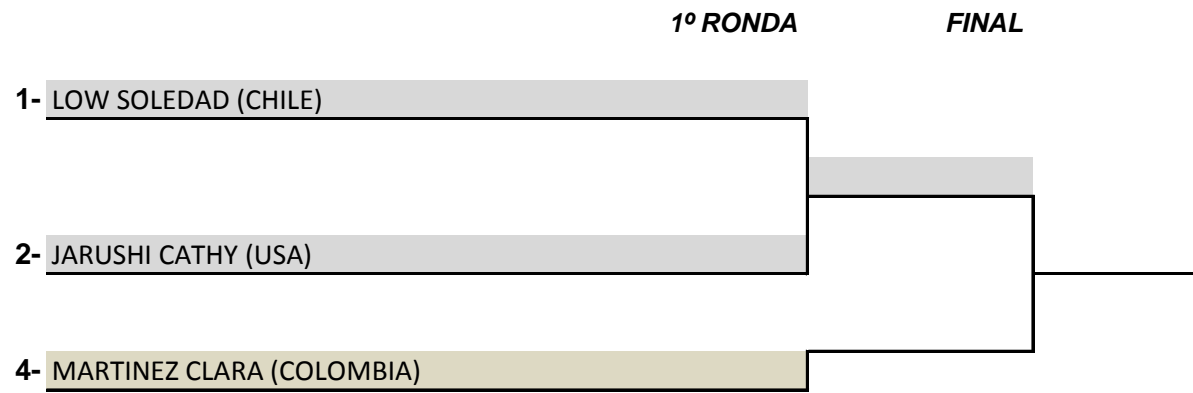 1º RONDA FINAL
1- LOW SOLEDAD (CHILE)
2- JARUSHI CATHY (USA)
4- MARTINEZ CLARA (COLOMBIA)